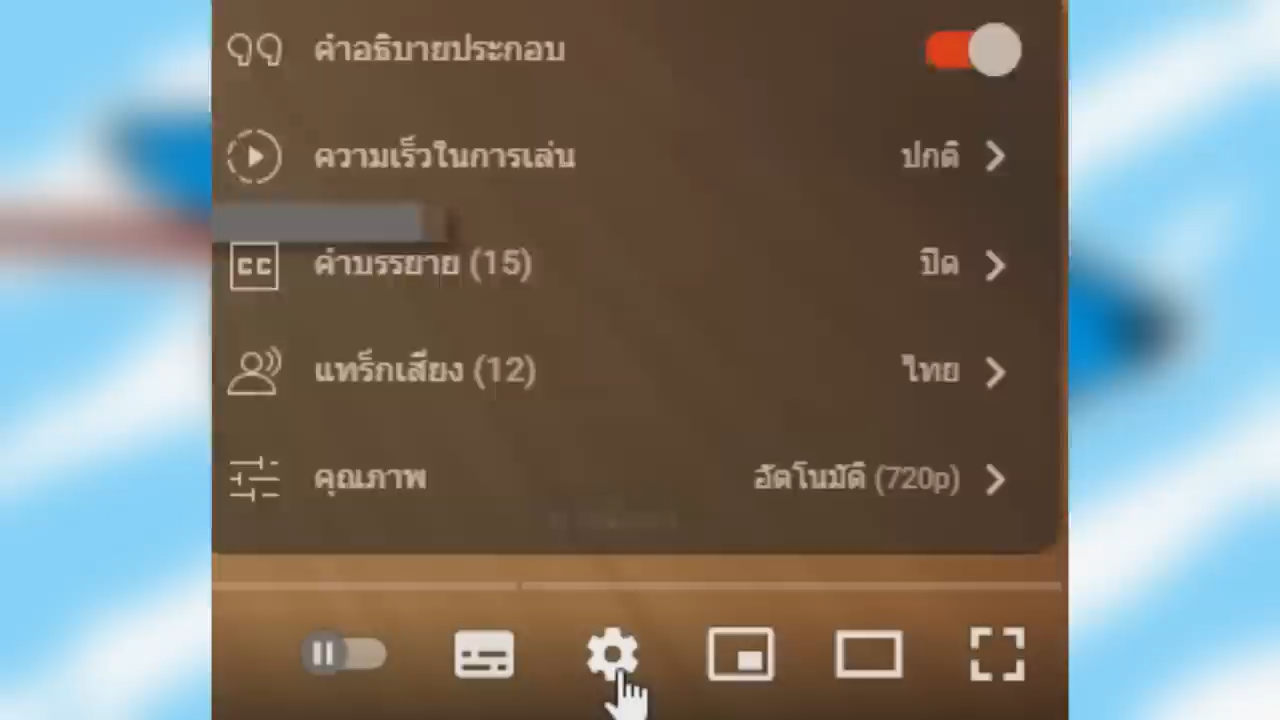 คำอธิบายประกอบ
ความเร็วในการเล่น ปกติ
CC คำบรรยาย (15) ปิด
แทร็กเสียง (12) ไทย
คุณภาพ อัตโนมัติ (720p)